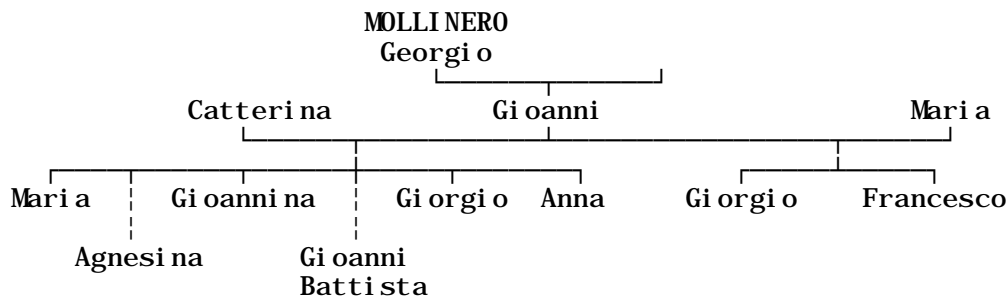 MOLLINERO
Georgio
Catterina Gioanni Maria
Maria Gioannina Giorgio Anna Giorgio Francesco
Agnesina Gioanni
Battista